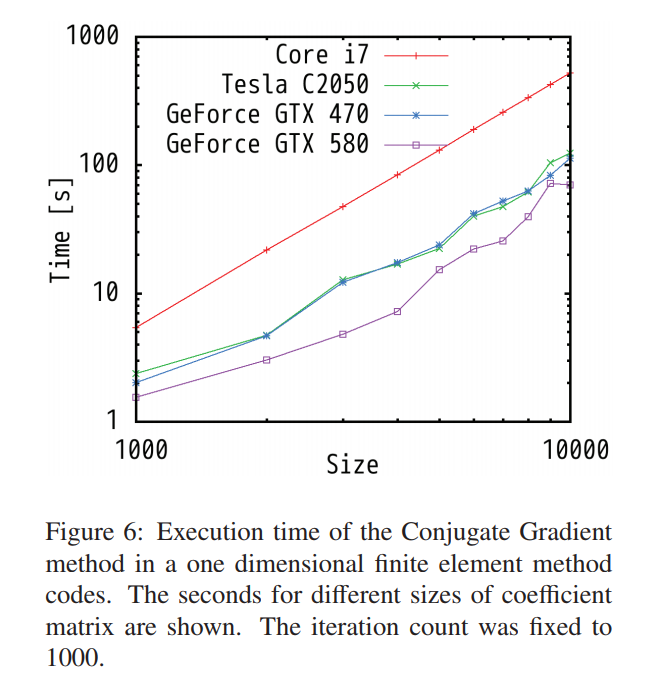 1000
Core i7
Tesla C2050
GeForce GTX 470
GeForce GTX 580
100
Time [s]
10
1
1000
10000
Size
Figure 6: Execution time of the Conjugate Gradient
method in a one dimensional finite element method
codes. The seconds for different sizes of coefficient
matrix are shown. The iteration count was fixed to
1000.